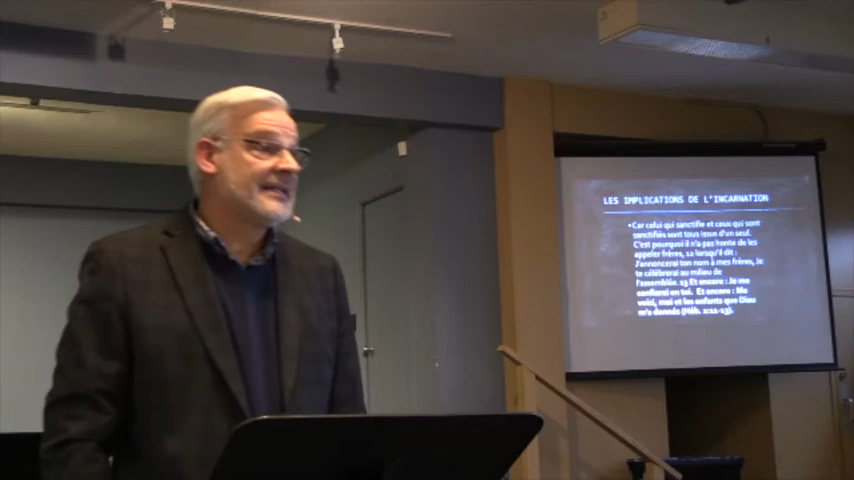 LES IMPLICATIONS DE L'INCARNATION
•Car celui qui sanctifie et ceux qui sont
sanctifiés sont tous issus d'un seul.
C'est pourquoi il n'a pas honte de les
appeler frères, 12 lorsqu'il dit :
J'annoncerai ton nom à mes frères, je
te célébrerai au milieu de
l'assemblée. 13 Et encore : Je me
confierai en toi. Et encore : Me
voici, moi et les enfants que Dieu
m'a donnés (Héb. 2:11-13).